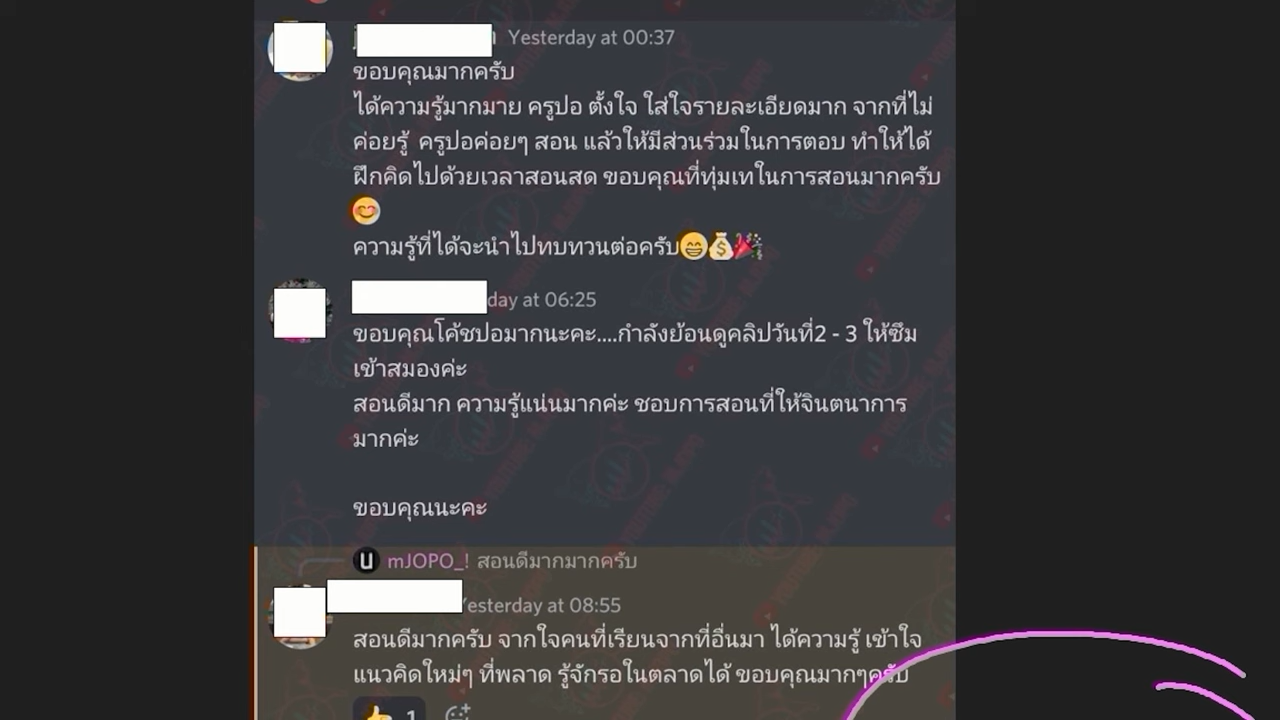 Yesterday at 00:37
ขอบคุณมากครับ
ได้ความรู้มากมาย ครูปอ ตั้งใจ ใส่ใจรายละเอียดมาก จากที่ไม่
ค่อยรู้ ครูปอค่อยๆ สอน แล้วให้มีส่วนร่วมในการตอบ ทำให้ได้
ฝึกคิดไปด้วยเวลาสอนสด ขอบคุณที่ทุ่มเทในการสอนมากครับ
😊
ความรู้ที่ได้จะนำไปทบทวนต่อครับ😁💰🎉
day at 06:25
ขอบคุณโค้ชปอมากนะคะ....กำลังย้อนดูคลิปวันที่2 - 3 ให้ซึม
เข้าสมองค่ะ
สอนดีมาก ความรู้แน่นมากค่ะ ชอบการสอนที่ให้จินตนาการ
มากค่ะ
ขอบคุณนะคะ
mJOPO_! สอนดีมากมากครับ
Yesterday at 08:55
สอนดีมากครับ จากใจคนที่เรียนจากที่อื่นมา ได้ความรู้ เข้าใจ
แนวคิดใหม่ๆ ที่พลาด รู้จักรอในตลาดได้ ขอบคุณมากๆครับ
👍 1